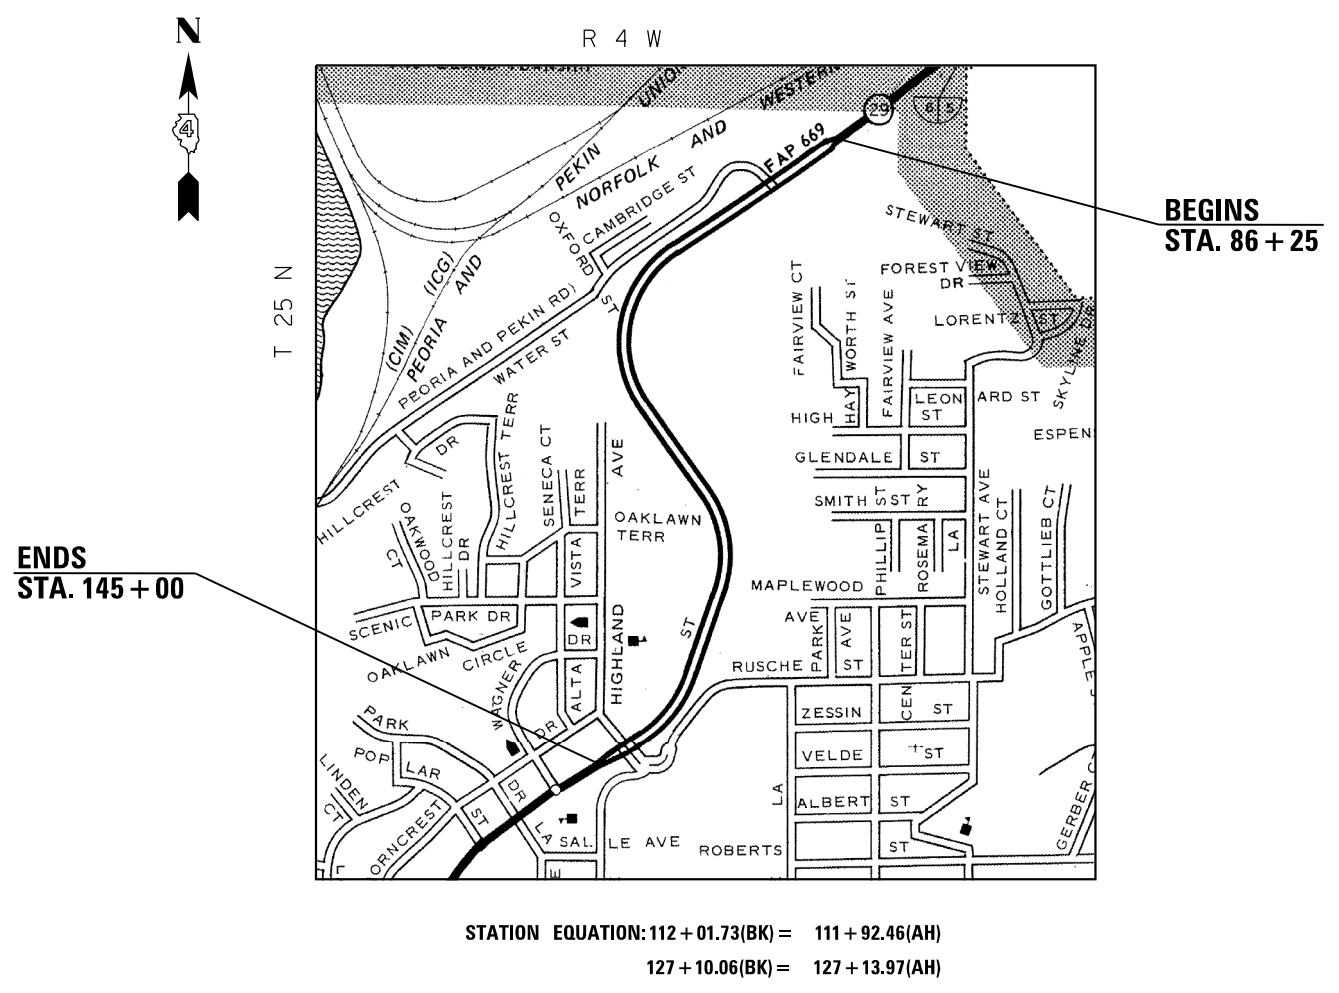 N
R 4 W
4
T 25 N
UNION
WESTERN
29
6 5
FAP 669
AND
PEKIN
NORFOLK
CAMBRIDGE ST
OXFORD
ST
BEGINS
STA. 86 + 25
STEWART ST
FOREST VIEW
DR
LORENTZ ST
SKYLINE DR
(ICG)
AND
(CIM)
PEORIA
PEORIA AND PEKIN RD)
WATER ST
FAIRVIEW CT
WORTH ST
HAY
FAIRVIEW AVE
LEON ARD ST
ST
HIGH
ESPEN
GLENDALE ST
SMITH ST
HILLCREST
DR
HILLCREST TERR
SENECA CT
TERR
AVE
OAKLAWN
TERR
OAKWOOD
CT
HILLCREST
DR
VISTA
PHILLIP ST
ROSEMA RY
LA
STEWART AVE
HOLLAND CT
GOTTLIEB CT
MAPLEWOOD
AVE
ENDS
STA. 145 + 00
SCENIC
PARK DR
OAKLAWN CIRCLE
DR
HIGHLAND
ST
PARK
AVE
CEN TER ST
RUSCHE ST
APPLE
WAGNER
DR
ALTA
ZESSIN ST
VELDE ST
PARK
POP LAR
ST
LINDEN
CT
DR
LA
ALBERT ST
GERBER
ORNCREST
LA SAL LE AVE
ROBERTS ST
STATION EQUATION: 112 + 01.73(BK) = 111 + 92.46(AH)
127 + 10.06(BK) = 127 + 13.97(AH)